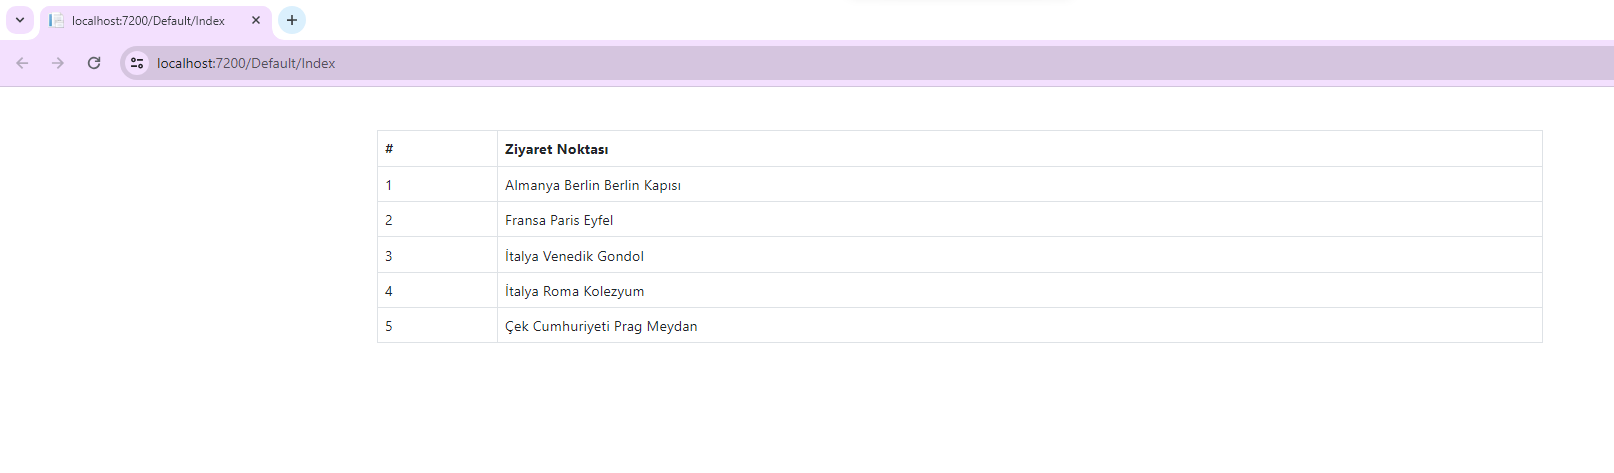 localhost:7200/Default/Index
localhost:7200/Default/Index
# Ziyaret Noktası
1 Almanya Berlin Berlin Kapısı
2 Fransa Paris Eyfel
3 İtalya Venedik Gondol
4 İtalya Roma Kolezyum
5 Çek Cumhuriyeti Prag Meydan